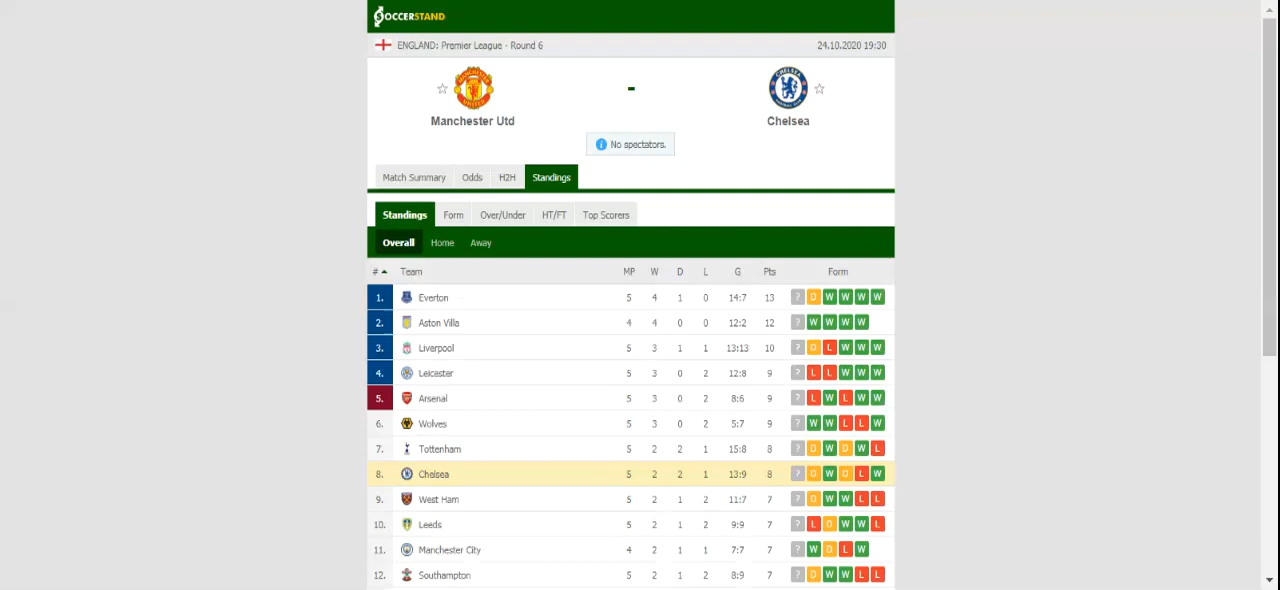 SOCCERSTAND
ENGLAND: Premier League - Round 6 24.10.2020 19:30
-
Manchester Utd Chelsea
No spectators.
Match Summary Odds H2H Standings
Standings Form Over/Under HT/FT Top Scorers
Overall Home Away
# Team MP W D L G Pts Form
1. Everton 5 4 1 0 14:7 13 ? D W W W W
2. Aston Villa 4 4 0 0 12:2 12 ? W W W W
3. Liverpool 5 3 1 1 13:13 10 ? D L W W W
4. Leicester 5 3 0 2 12:8 9 ? L L W W W
5. Arsenal 5 3 0 2 8:6 9 ? L W L W W
6. Wolves 5 3 0 2 5:7 9 ? W W L L W
7. Tottenham 5 2 2 1 15:8 8 ? D W D W L
8. Chelsea 5 2 2 1 13:9 8 ? D W D L W
9. West Ham 5 2 1 2 11:7 7 ? D W W L L
10. Leeds 5 2 1 2 9:9 7 ? L D W W L
11. Manchester City 4 2 1 1 7:7 7 ? W D L W
12. Southampton 5 2 1 2 8:9 7 ? D W W L L